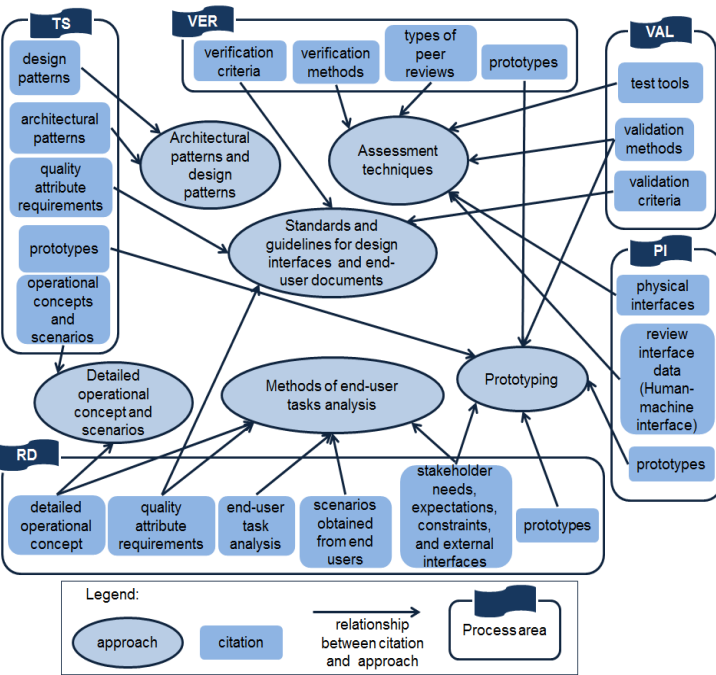 TS
design
patterns
architectural
patterns
quality
attribute
requirements
prototypes
operational
concepts
and
scenarios
VER
verification
criteria
verification
methods
types of
peer
reviews
prototypes
VAL
test tools
validation
methods
validation
criteria
PI
physical
interfaces
review
interface
data
(Human-
machine
interface)
prototypes
Architectural
patterns and
design
patterns
Assessment
techniques
Standards and
guidelines for design
interfaces and end-
user documents
Detailed
operational
concept and
scenarios
Methods of end-user
tasks analysis
Prototyping
RD
detailed
operational
concept
quality
attribute
requirements
end-user
task
analysis
scenarios
obtained
from end
users
stakeholder
needs,
expectations,
constraints,
and external
interfaces
prototypes
Legend:
approach
citation
relationship
between citation
and approach
Process area